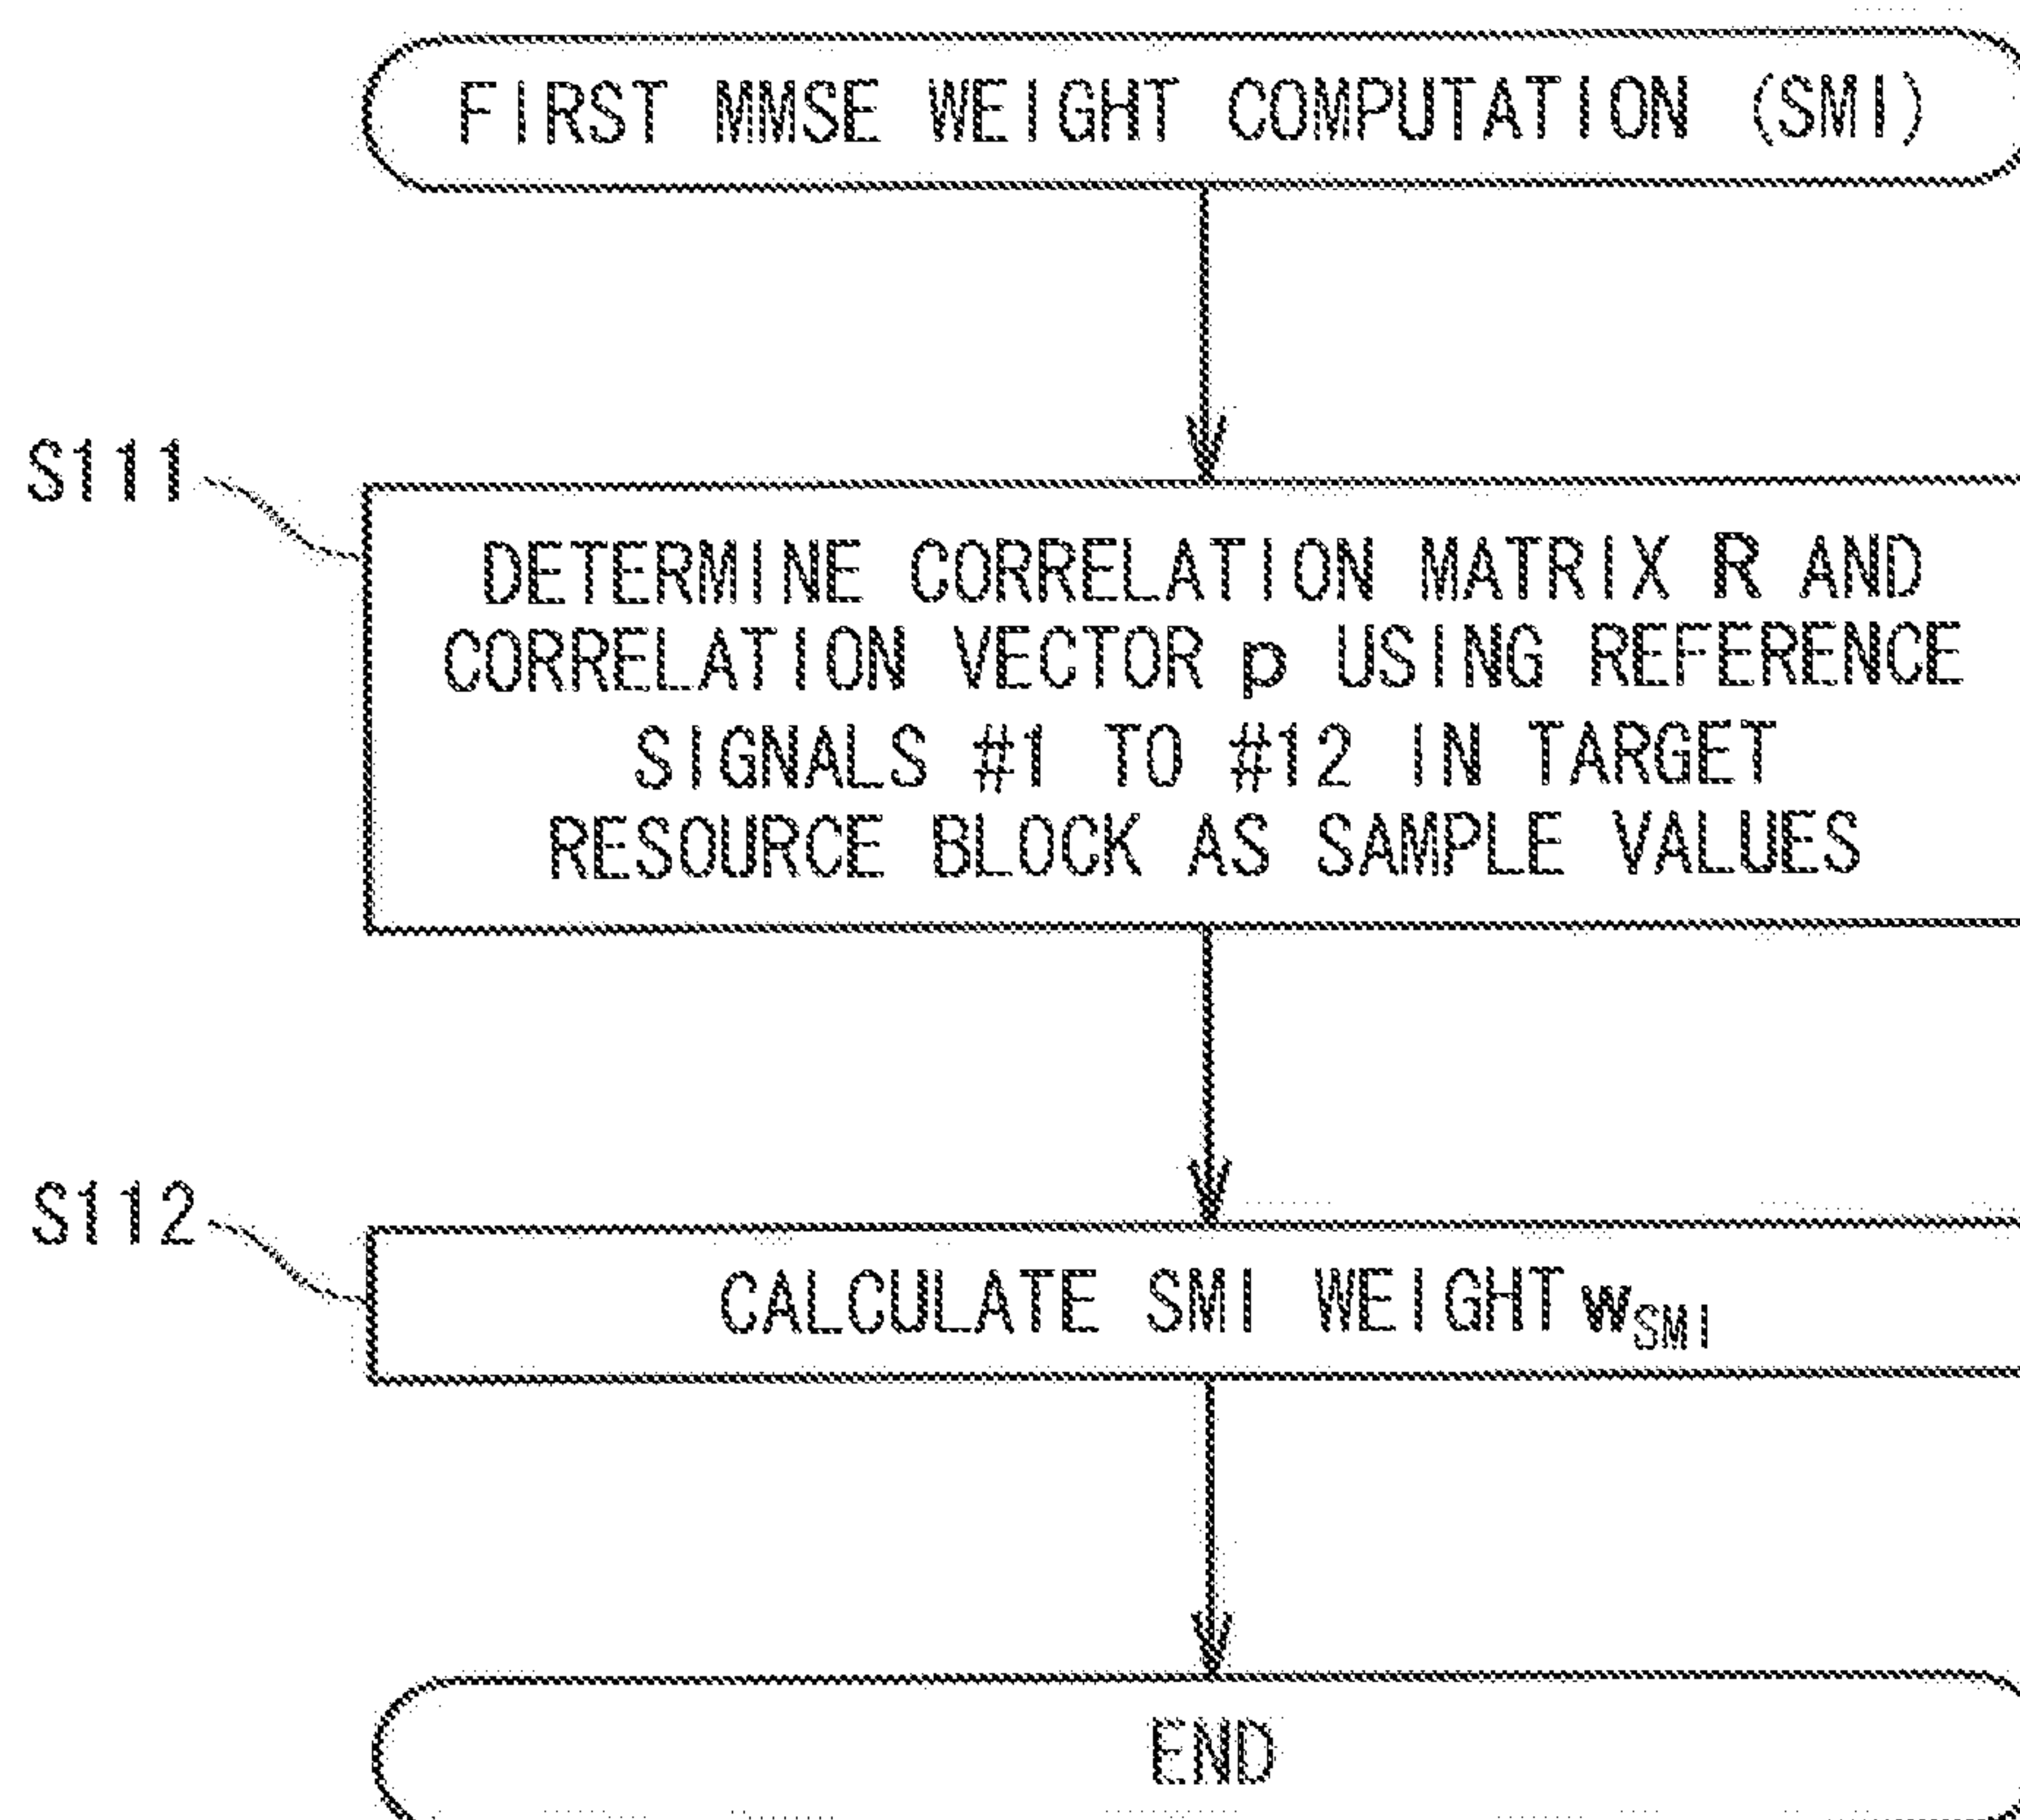 FIRST MMSE WEIGHT COMPUTATION (SMI)
S111
DETERMINE CORRELATION MATRIX R AND
CORRELATION VECTOR p USING REFERENCE
SIGNALS #1 TO #12 IN TARGET
RESOURCE BLOCK AS SAMPLE VALUES
S112
CALCULATE SMI WEIGHT wSMI
END